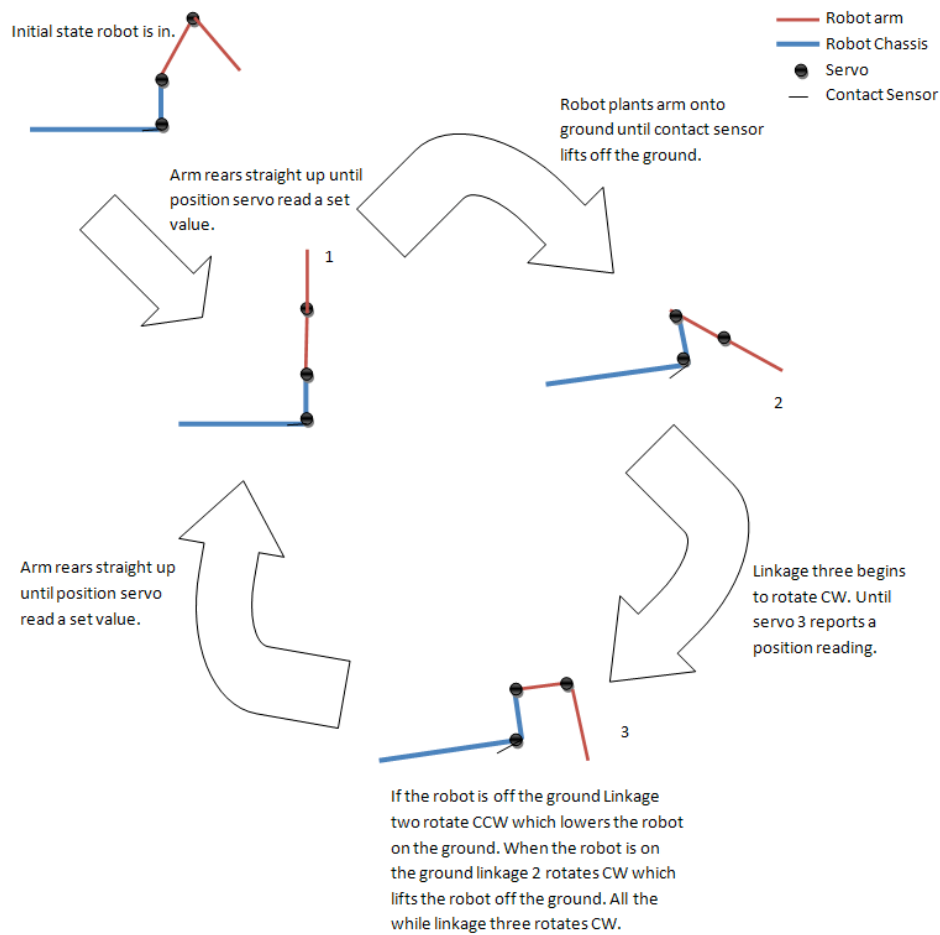 Initial state robot is in.
Robot arm
Robot Chassis
Servo
Contact Sensor
Robot plants arm onto
ground until contact sensor
lifts off the ground.
Arm rears straight up until
position servo read a set
value.
1
2
Arm rears straight up
until position servo
read a set value.
Linkage three begins
to rotate CW. Until
servo 3 reports a
position reading.
3
If the robot is off the ground Linkage
two rotate CCW which lowers the robot
on the ground. When the robot is on
the ground linkage 2 rotates CW which
lifts the robot off the ground. All the
while linkage three rotates CW.